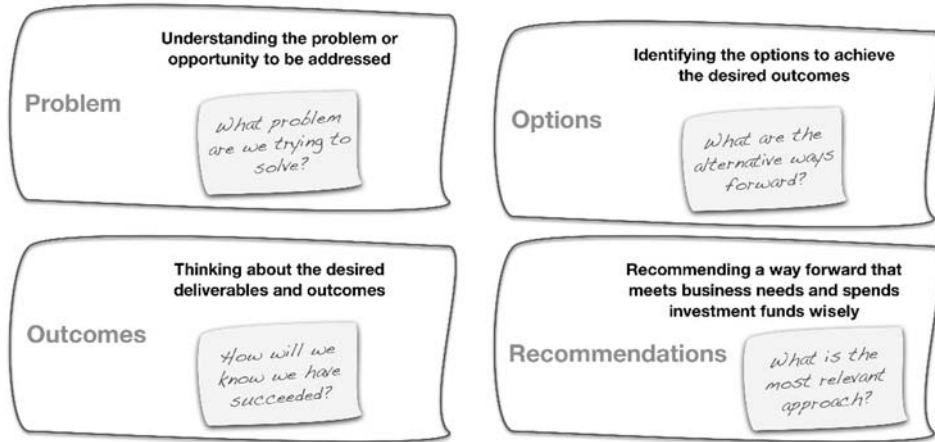 Understanding the problem or
opportunity to be addressed
Problem
What problem
are we trying to
solve?
Identifying the options to achieve
the desired outcomes
Options
What are the
alternative ways
forward?
Thinking about the desired
deliverables and outcomes
Outcomes
How will we
know we have
succeeded?
Recommending a way forward that
meets business needs and spends
investment funds wisely
Recommendations
What is the
most relevant
approach?